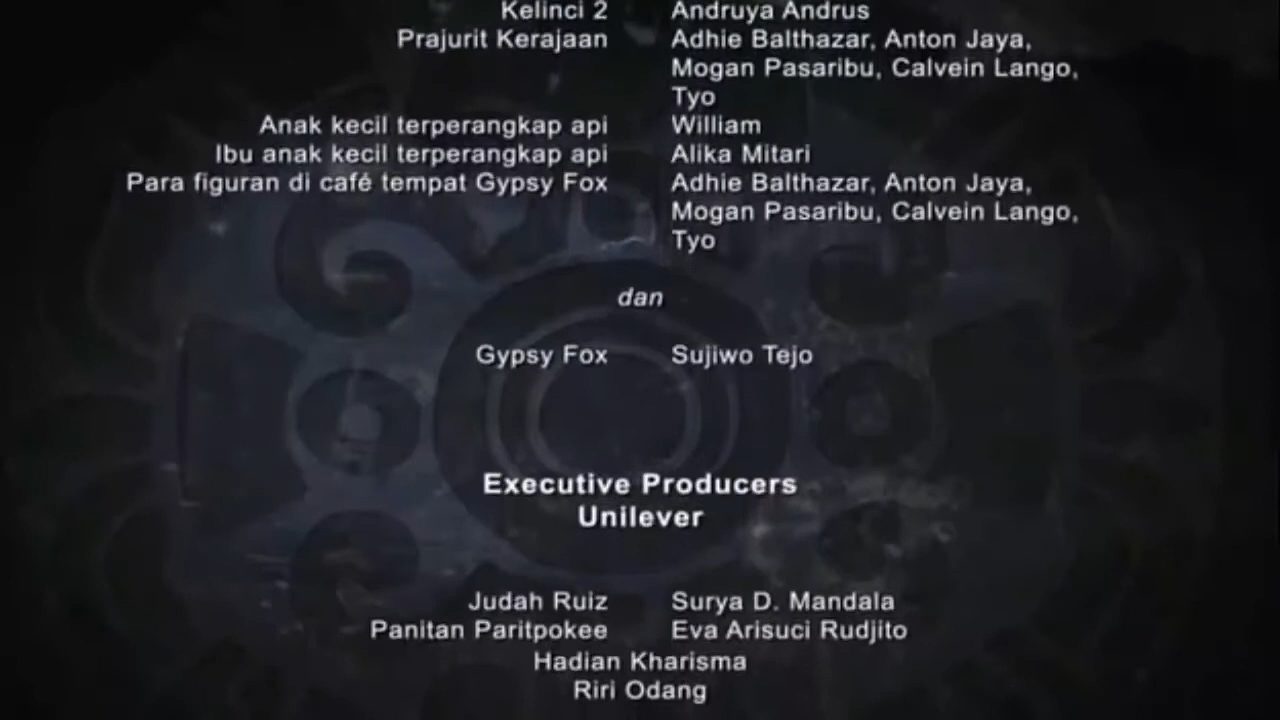 Kelinci 2 Andruya Andrus
Prajurit Kerajaan Adhie Balthazar, Anton Jaya,
Mogan Pasaribu, Calvein Lango,
Tyo
Anak kecil terperangkap api William
Ibu anak kecil terperangkap api Alika Mitari
Para figuran di café tempat Gypsy Fox Adhie Balthazar, Anton Jaya,
Mogan Pasaribu, Calvein Lango,
Tyo
dan
Gypsy Fox Sujiwo Tejo
Executive Producers
Unilever
Judah Ruiz Surya D. Mandala
Panitan Paritpokee Eva Arisuci Rudjito
Hadian Kharisma
Riri Odang